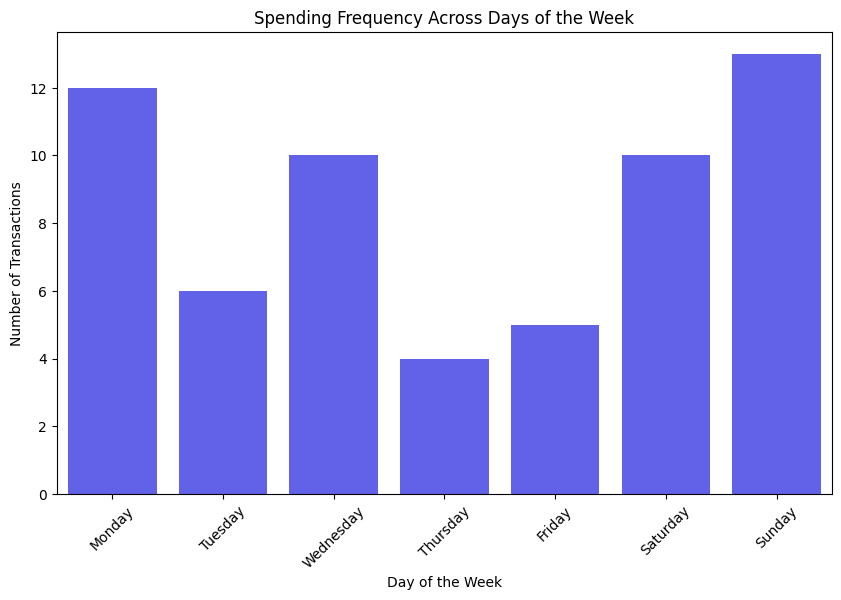 Spending Frequency Across Days of the Week
Number of Transactions
12
10
8
6
4
2
0
Monday
Tuesday
Wednesday
Thursday
Friday
Saturday
Sunday
Day of the Week